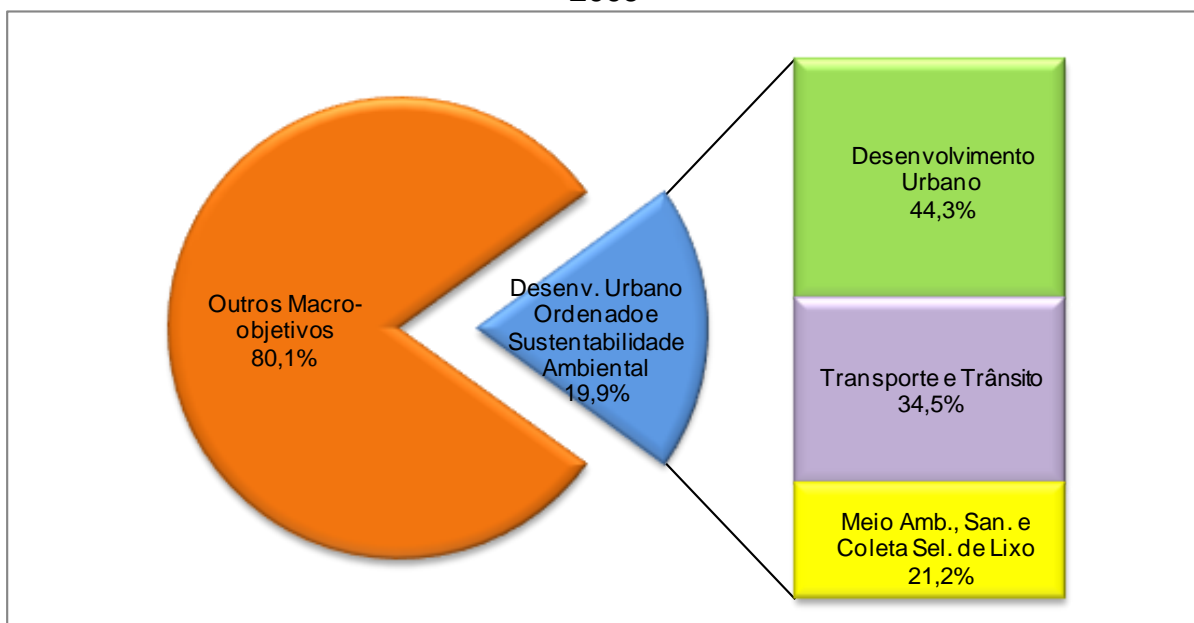 Outros Macro-
objetivos
80,1%
Desenv. Urbano
Ordenado e
Sustentabilidade
Ambiental
19,9%
Desenvolvimento
Urbano
44,3%
Transporte e Trânsito
34,5%
Meio Amb., San. e
Coleta Sel. de Lixo
21,2%